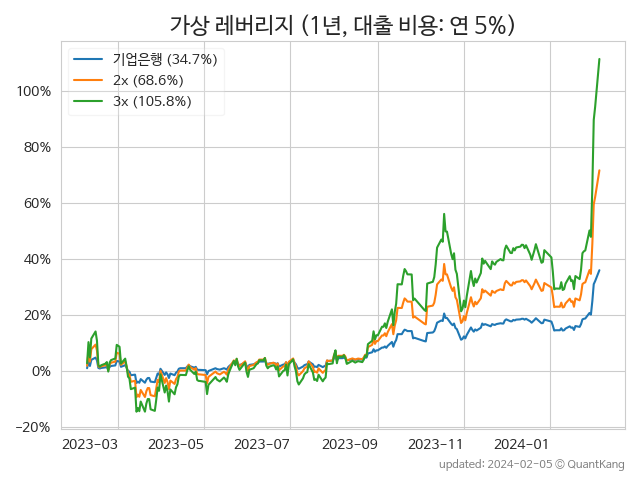 가상 레버리지 (1년, 대출 비용: 연 5%)
기업은행 (34.7%)
2x (68.6%)
3x (105.8%)
100%
80%
60%
40%
20%
0%
−20%
2023-03 2023-05 2023-07 2023-09 2023-11 2024-01
updated: 2024-02-05 © QuantKang